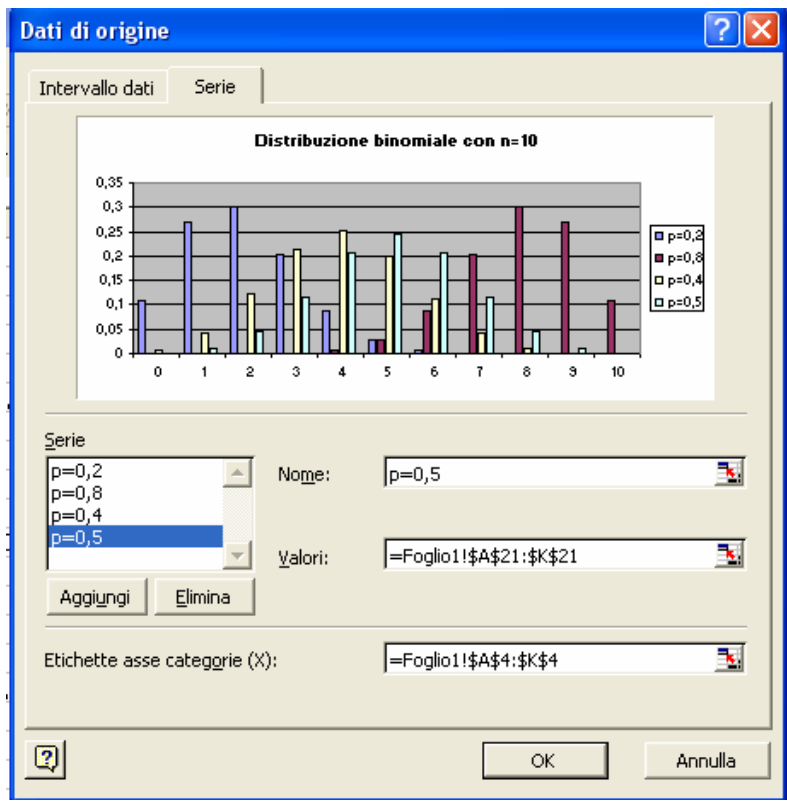 Dati di origine
Intervallo dati
Serie
Distribuzione binomiale con n=10
0,35
0,3
0,25
0,2
0,15
0,1
0,05
0
0 1 2 3 4 5 6 7 8 9 10
p=0,2
p=0,8
p=0,4
p=0,5
Serie
p=0,2
p=0,8
p=0,4
p=0,5
Nome:
p=0,5
Valori:
=Foglio1!$A$21:$K$21
Aggiungi
Elimina
Etichette asse categorie (X):
=Foglio1!$A$4:$K$4
OK
Annulla